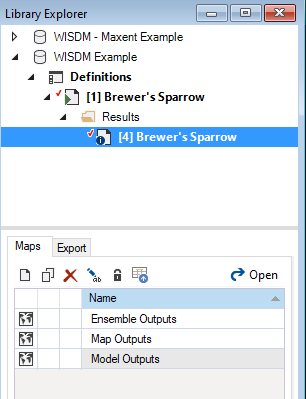 Library Explorer
WISDM - Maxent Example
WISDM Example
Definitions
[1] Brewer's Sparrow
Results
[4] Brewer's Sparrow
Maps Export
Open
Name
Ensemble Outputs
Map Outputs
Model Outputs